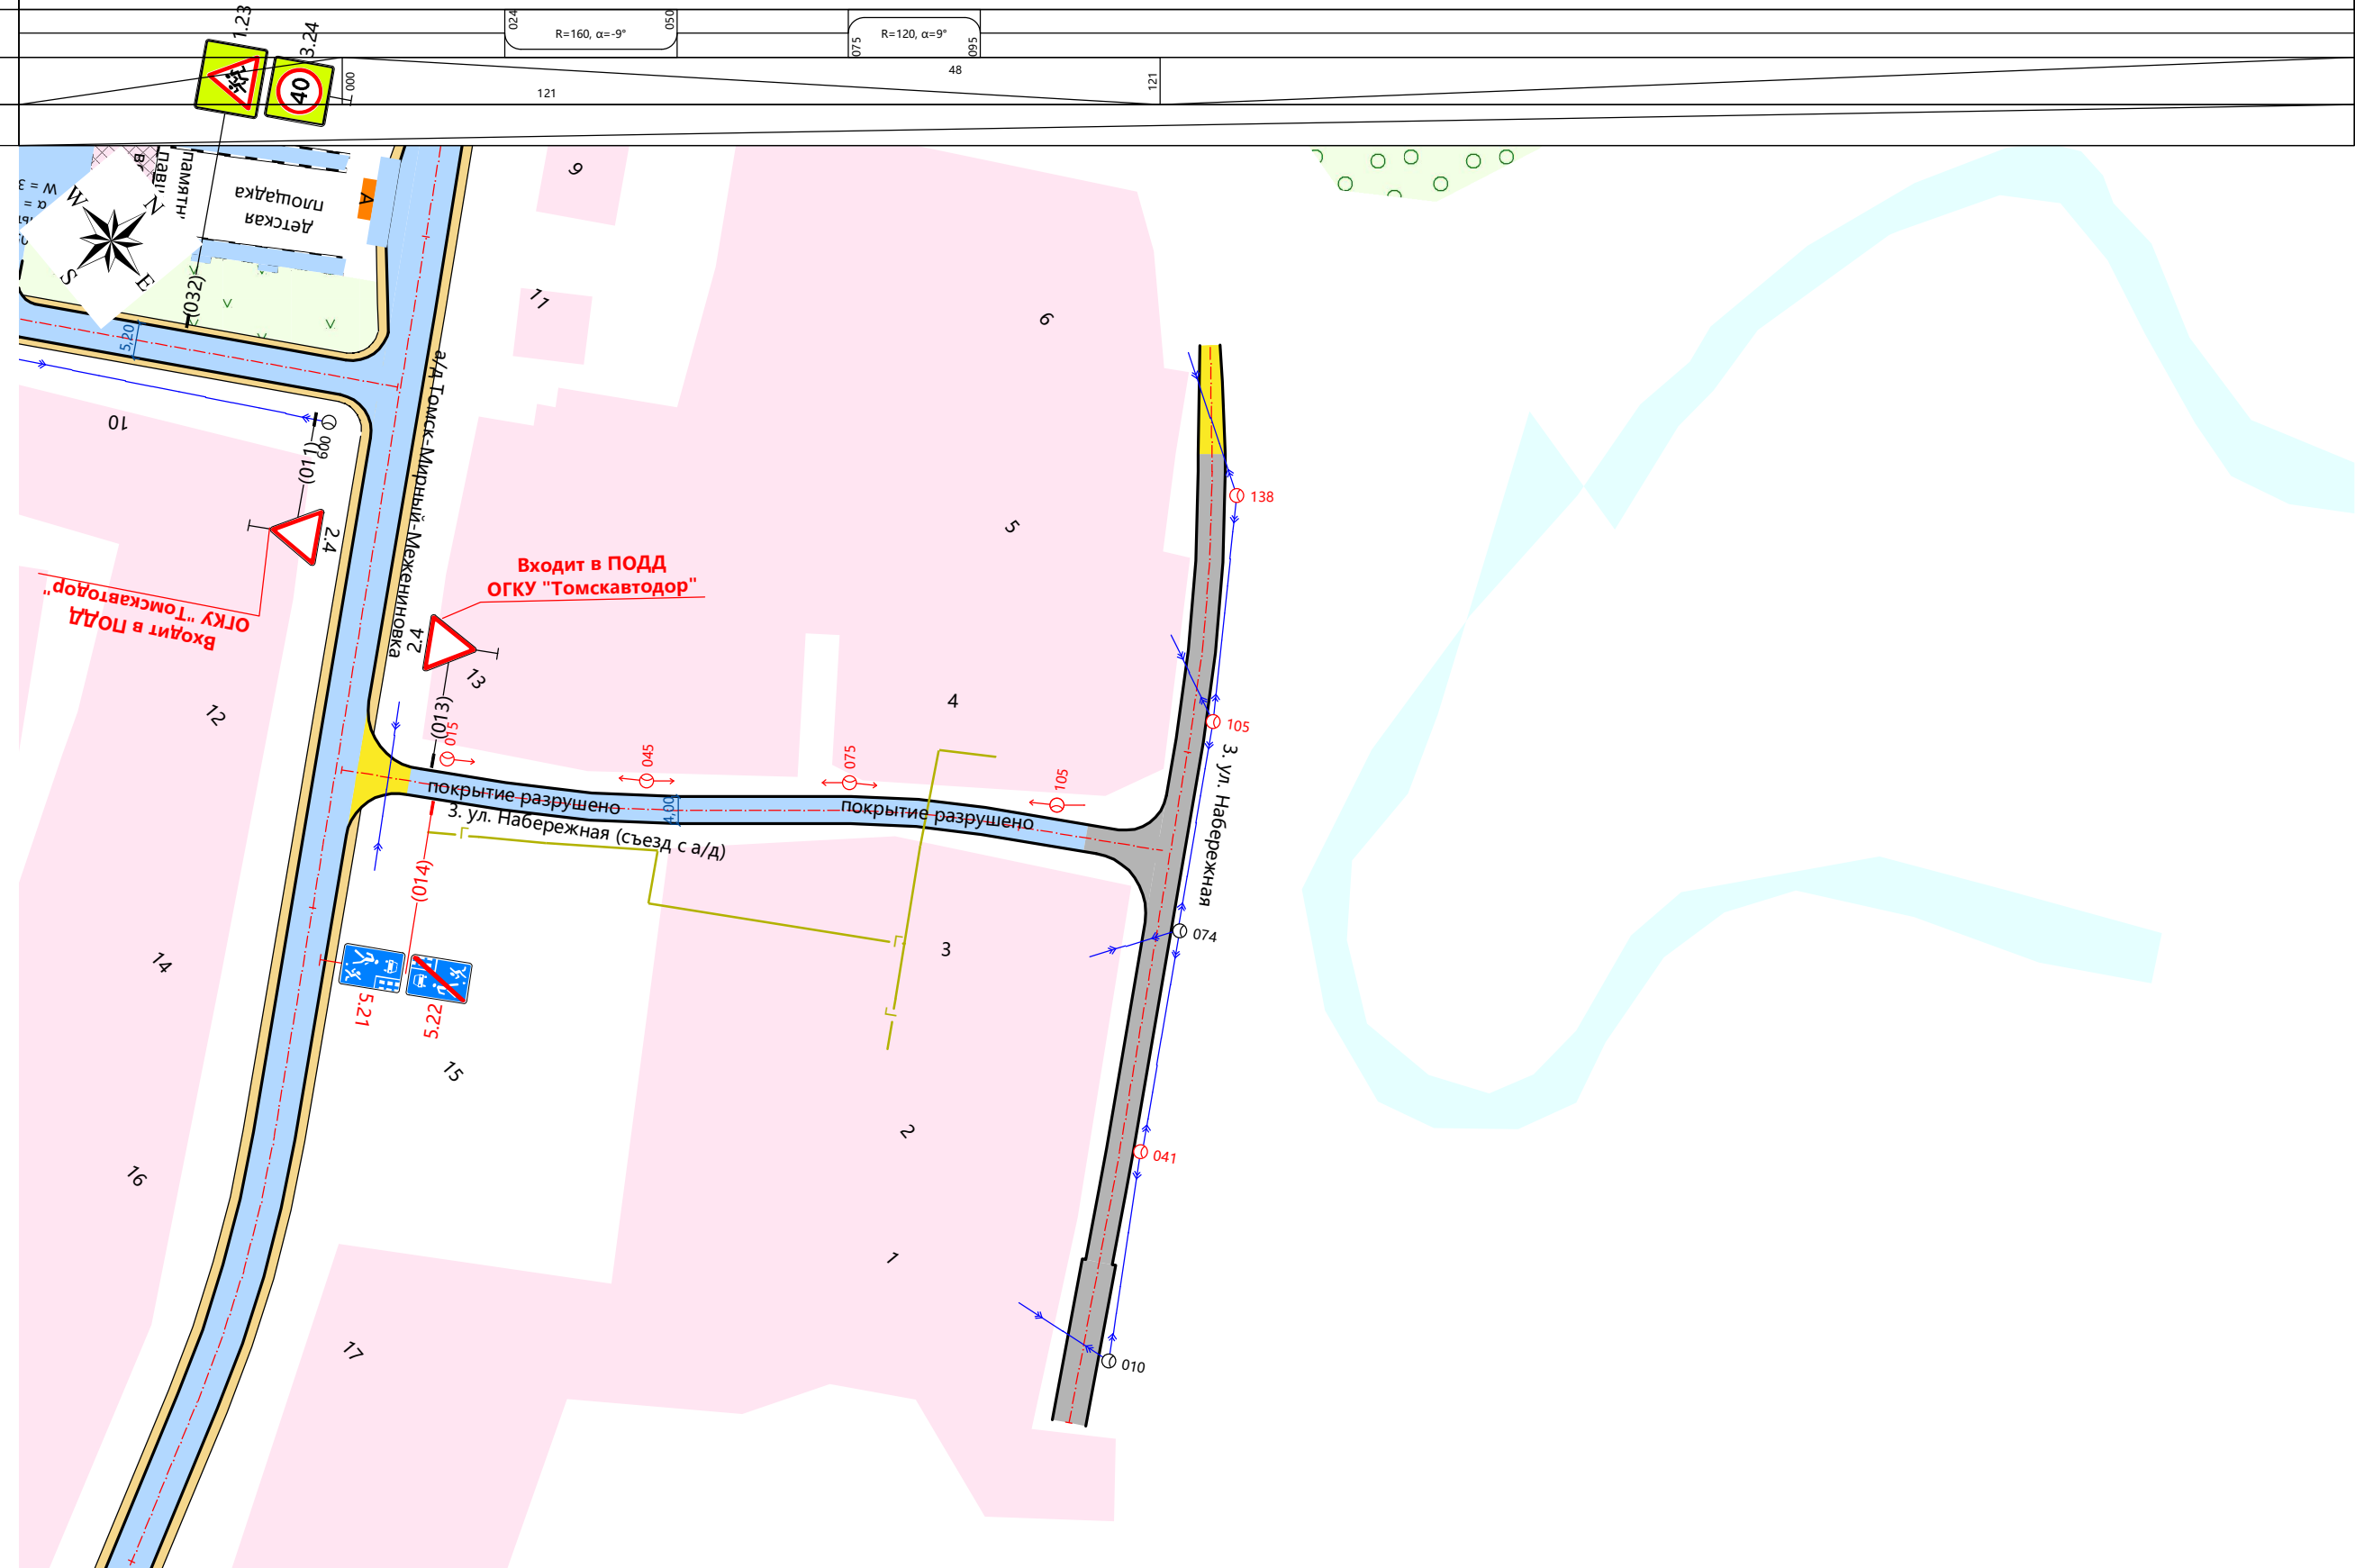 024
R=160, α=-9°
050
075
R=120, α=9°
095
1.23
3.24
40
000
121
48
121
W
N
S
E
W = 3
α =
детская
площадка
А
(032)
5,20
10
009
(011)
2.4
Входит в ПОДД
ОГКУ "Томскавтодор"
а/д Томск-Мирный-Межениновка
9
11
6
5
Входит в ПОДД
ОГКУ "Томскавтодор"
2.4
13
(013)
12
4
015
045
075
105
138
105
покрытие разрушено
4,00
покрытие разрушено
3. ул. Набережная (съезд с а/д)
3. ул. Набережная
(014)
5.21
5.22
14
3
074
15
2
041
16
1
17
010